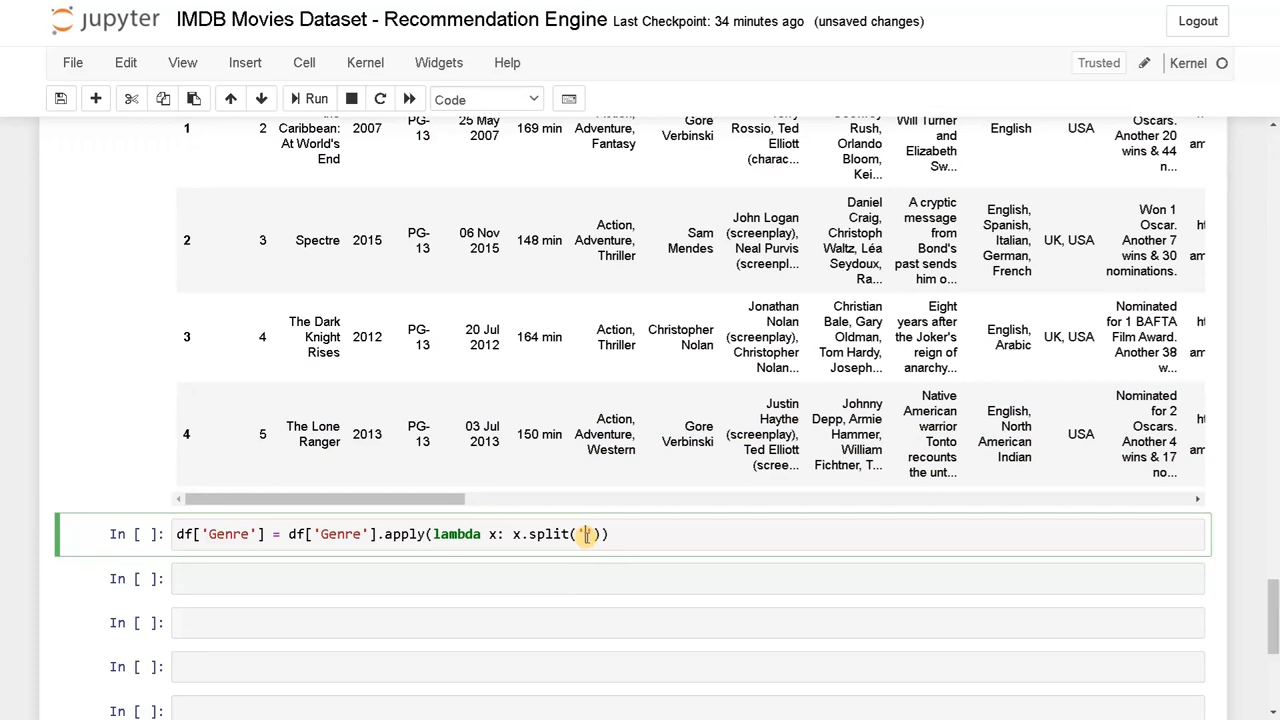 jupyter IMDB Movies Dataset - Recommendation Engine Last Checkpoint: 34 minutes ago (unsaved changes) Logout
File Edit View Insert Cell Kernel Widgets Help Trusted Kernel
Run Code
1 2 Caribbean: At World's End 2007 PG-13 25 May 2007 169 min Adventure, Fantasy Gore Verbinski Rossio, Ted Elliott (charac... Rush, Orlando Bloom, Kei... Will Turner and Elizabeth Sw... English USA Oscars. Another 20 wins & 44 n... am
2 3 Spectre 2015 PG-13 06 Nov 2015 148 min Action, Adventure, Thriller Sam Mendes John Logan (screenplay), Neal Purvis (screenpl... Daniel Craig, Christoph Waltz, Léa Seydoux, Ra... A cryptic message from Bond's past sends him o... English, Spanish, Italian, German, French UK, USA Won 1 Oscar. Another 7 wins & 30 nominations. am
3 4 The Dark Knight Rises 2012 PG-13 20 Jul 2012 164 min Action, Thriller Christopher Nolan Jonathan Nolan (screenplay), Christopher Nolan... Christian Bale, Gary Oldman, Tom Hardy, Joseph... Eight years after the Joker's reign of anarchy... English, Arabic UK, USA Nominated for 1 BAFTA Film Award. Another 38 w... am
4 5 The Lone Ranger 2013 PG-13 03 Jul 2013 150 min Action, Adventure, Western Gore Verbinski Justin Haythe (screenplay), Ted Elliott (scree... Johnny Depp, Armie Hammer, William Fichtner, T... Native American warrior Tonto recounts the unt... English, North American Indian USA Nominated for 2 Oscars. Another 4 wins & 17 no... am
In [ ]: df['Genre'] = df['Genre'].apply(lambda x: x.split(''))
In [ ]:
In [ ]:
In [ ]:
In [ ]: